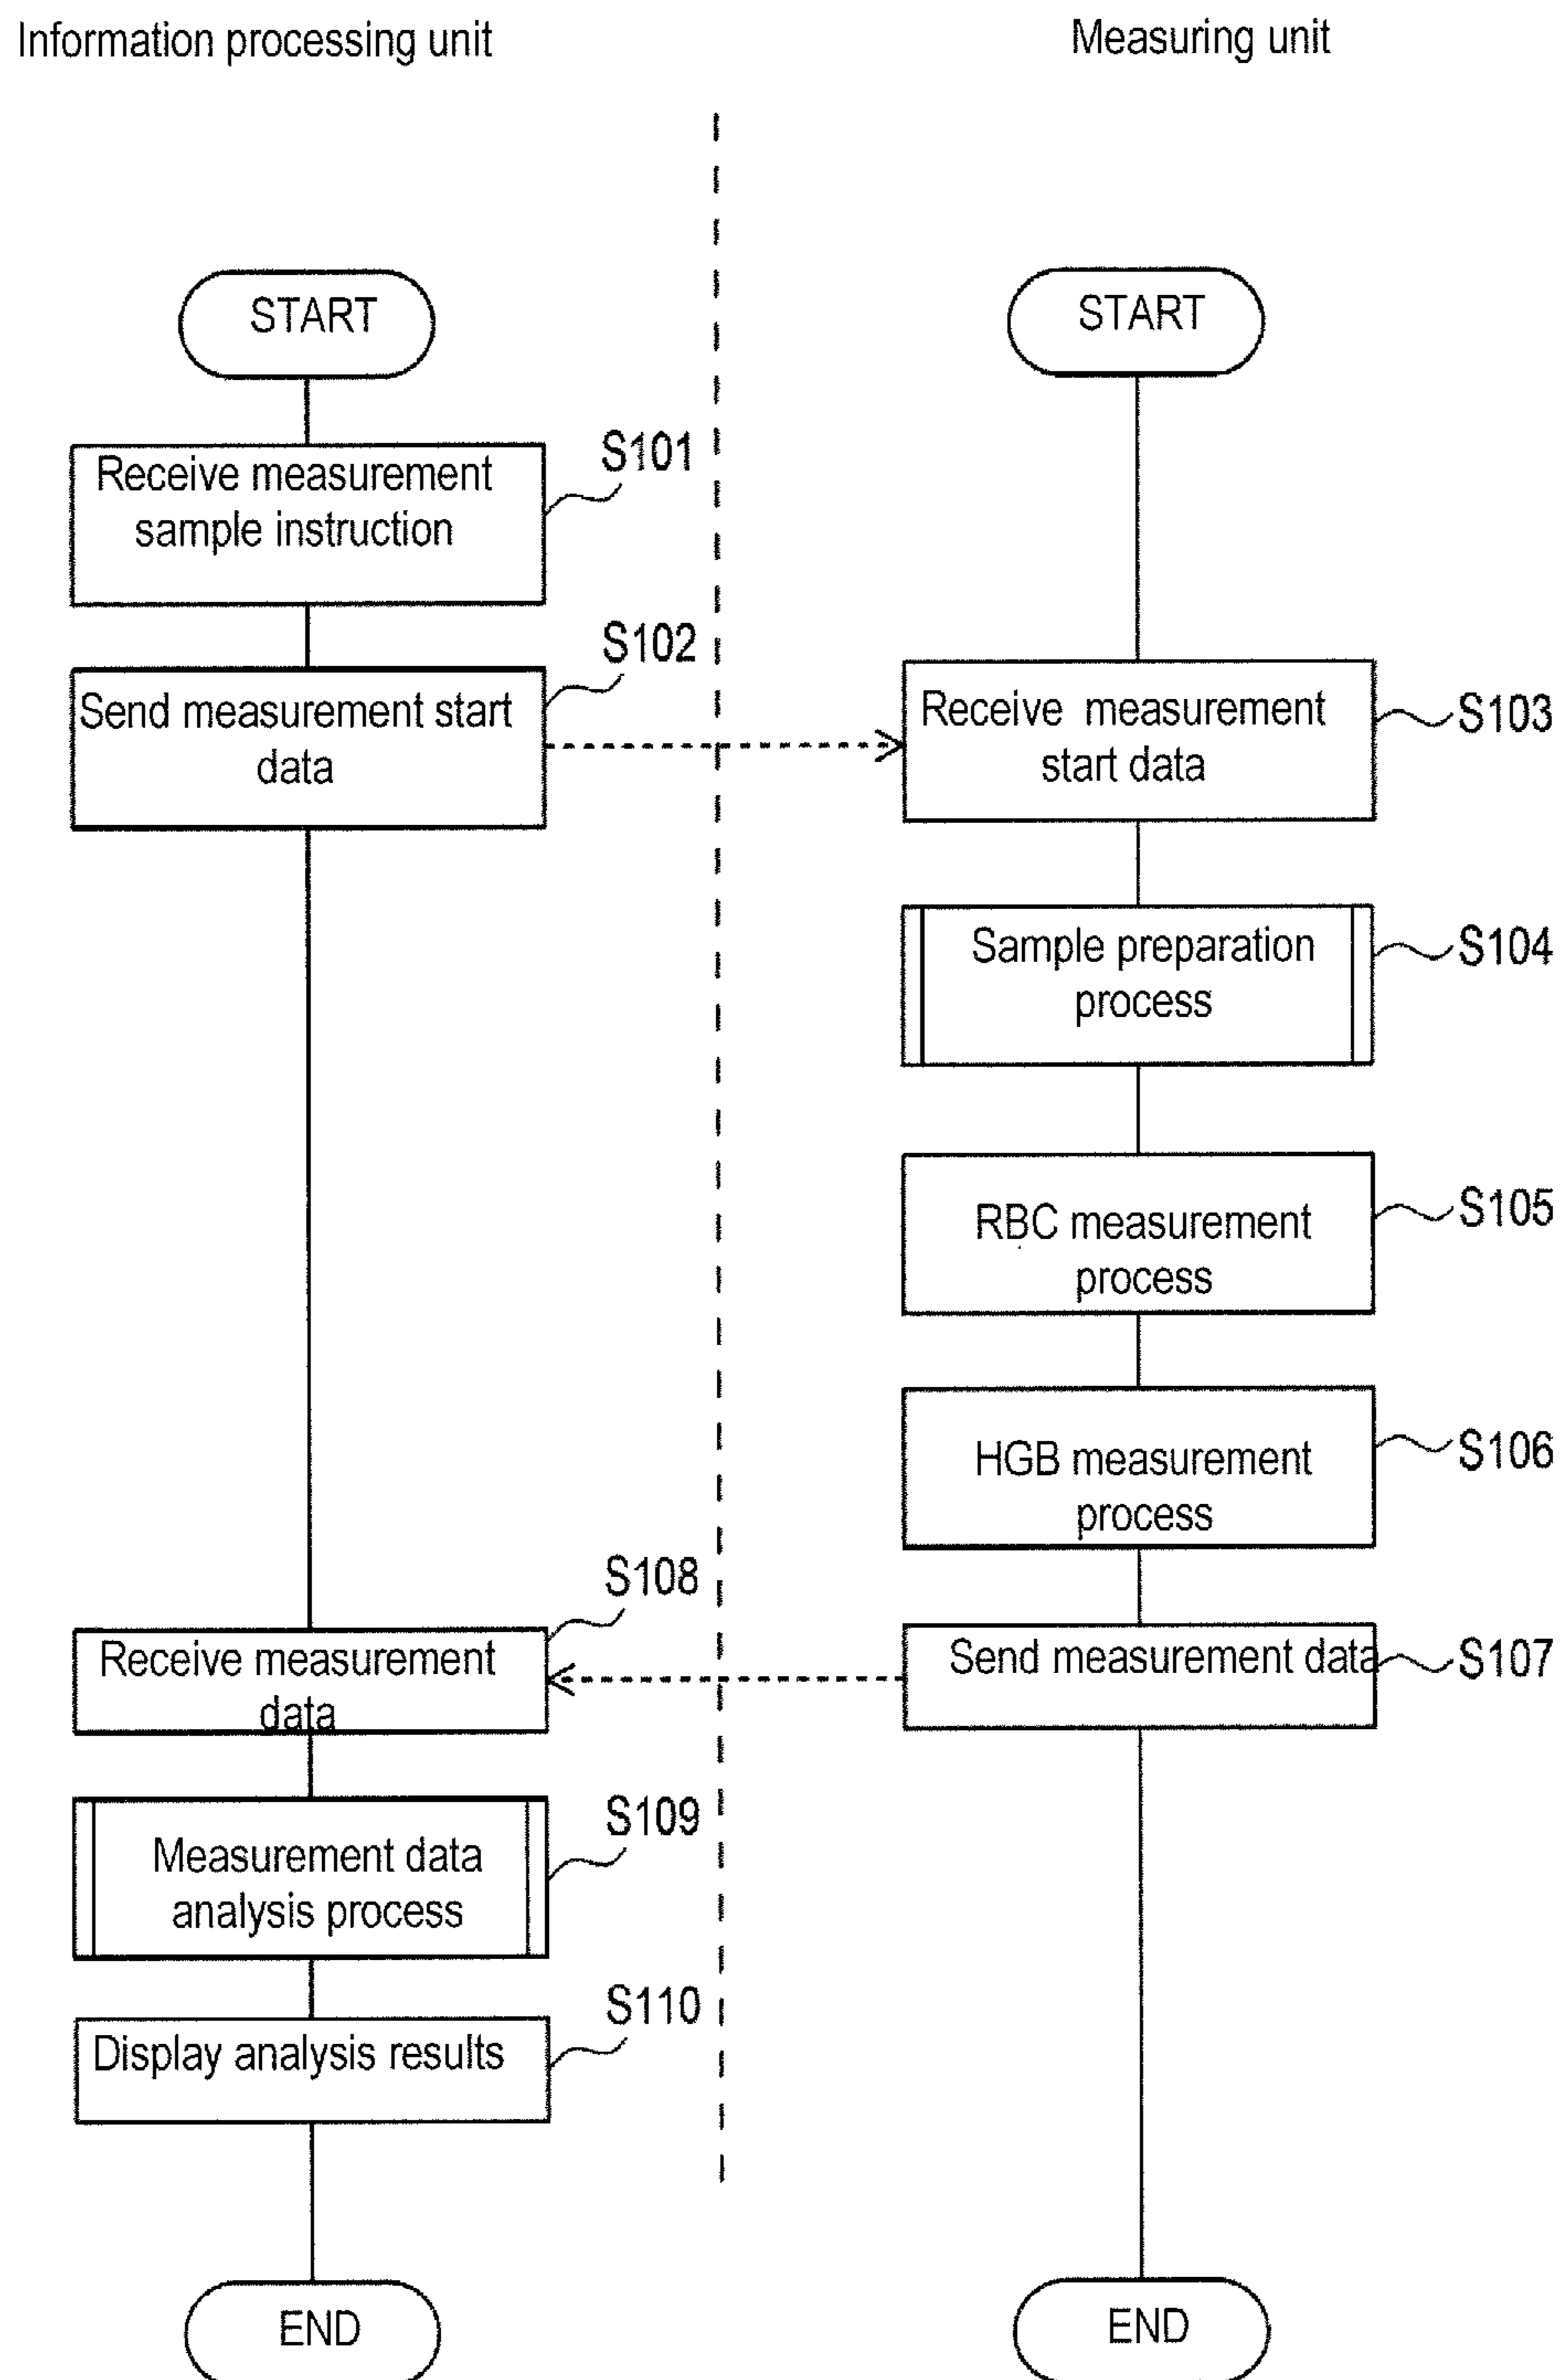 Information processing unit
Measuring unit
START
START
Receive measurement
sample instruction
S101
Send measurement start
data
S102
Receive measurement
start data
S103
Sample preparation
process
S104
RBC measurement
process
S105
HGB measurement
process
S106
Send measurement data
S107
Receive measurement
data
S108
Measurement data
analysis process
S109
Display analysis results
S110
END
END